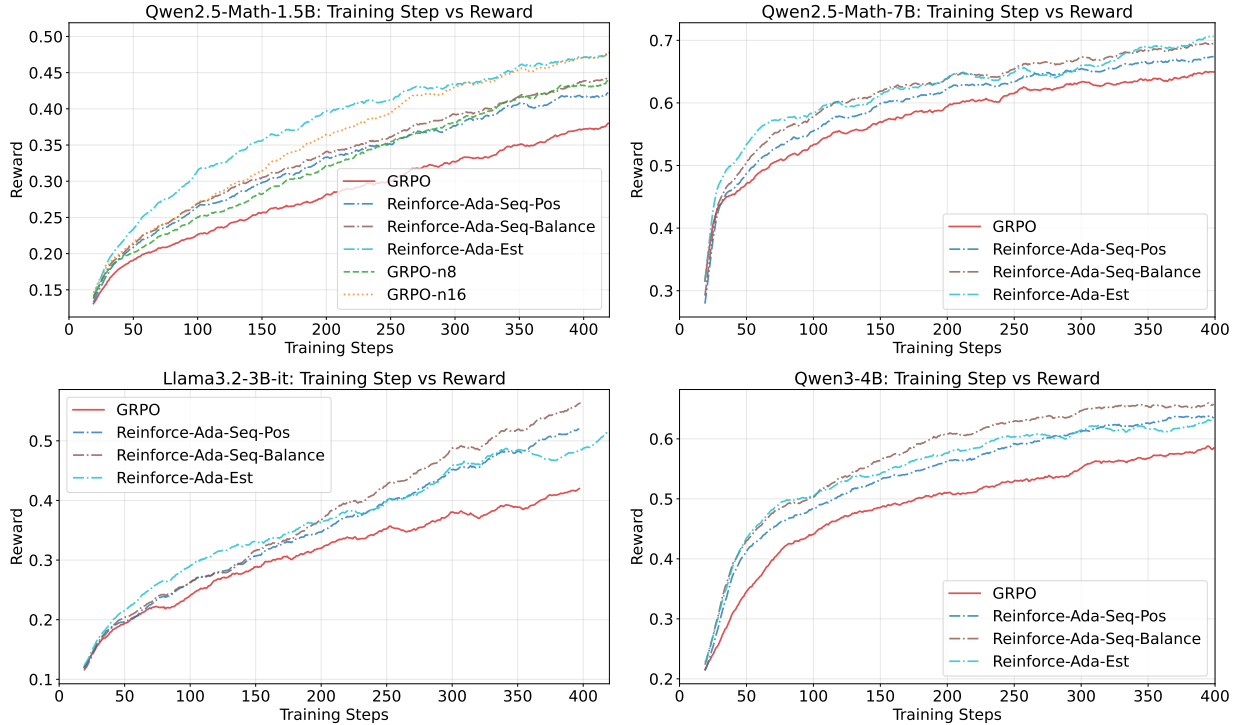 Qwen2.5-Math-1.5B: Training Step vs Reward
0.50
0.45
0.40
0.35
0.30
0.25
0.20
0.15
Reward
0 50 100 150 200 250 300 350 400
Training Steps
GRPO
Reinforce-Ada-Seq-Pos
Reinforce-Ada-Seq-Balance
Reinforce-Ada-Est
GRPO-n8
GRPO-n16
Qwen2.5-Math-7B: Training Step vs Reward
0.7
0.6
0.5
0.4
0.3
Reward
0 50 100 150 200 250 300 350 400
Training Steps
GRPO
Reinforce-Ada-Seq-Pos
Reinforce-Ada-Seq-Balance
Reinforce-Ada-Est
Llama3.2-3B-it: Training Step vs Reward
0.5
0.4
0.3
0.2
0.1
Reward
0 50 100 150 200 250 300 350 400
Training Steps
GRPO
Reinforce-Ada-Seq-Pos
Reinforce-Ada-Seq-Balance
Reinforce-Ada-Est
Qwen3-4B: Training Step vs Reward
0.6
0.5
0.4
0.3
0.2
Reward
0 50 100 150 200 250 300 350 400
Training Steps
GRPO
Reinforce-Ada-Seq-Pos
Reinforce-Ada-Seq-Balance
Reinforce-Ada-Est